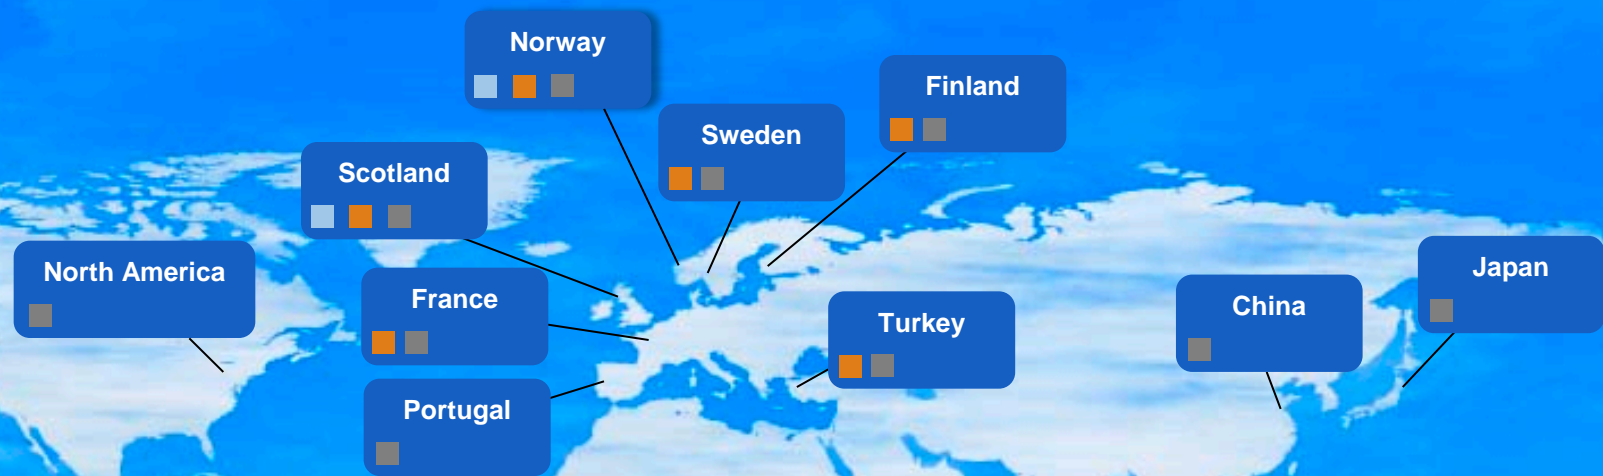 Norway
Finland
Sweden
Scotland
North America
France
Portugal
Turkey
China
Japan